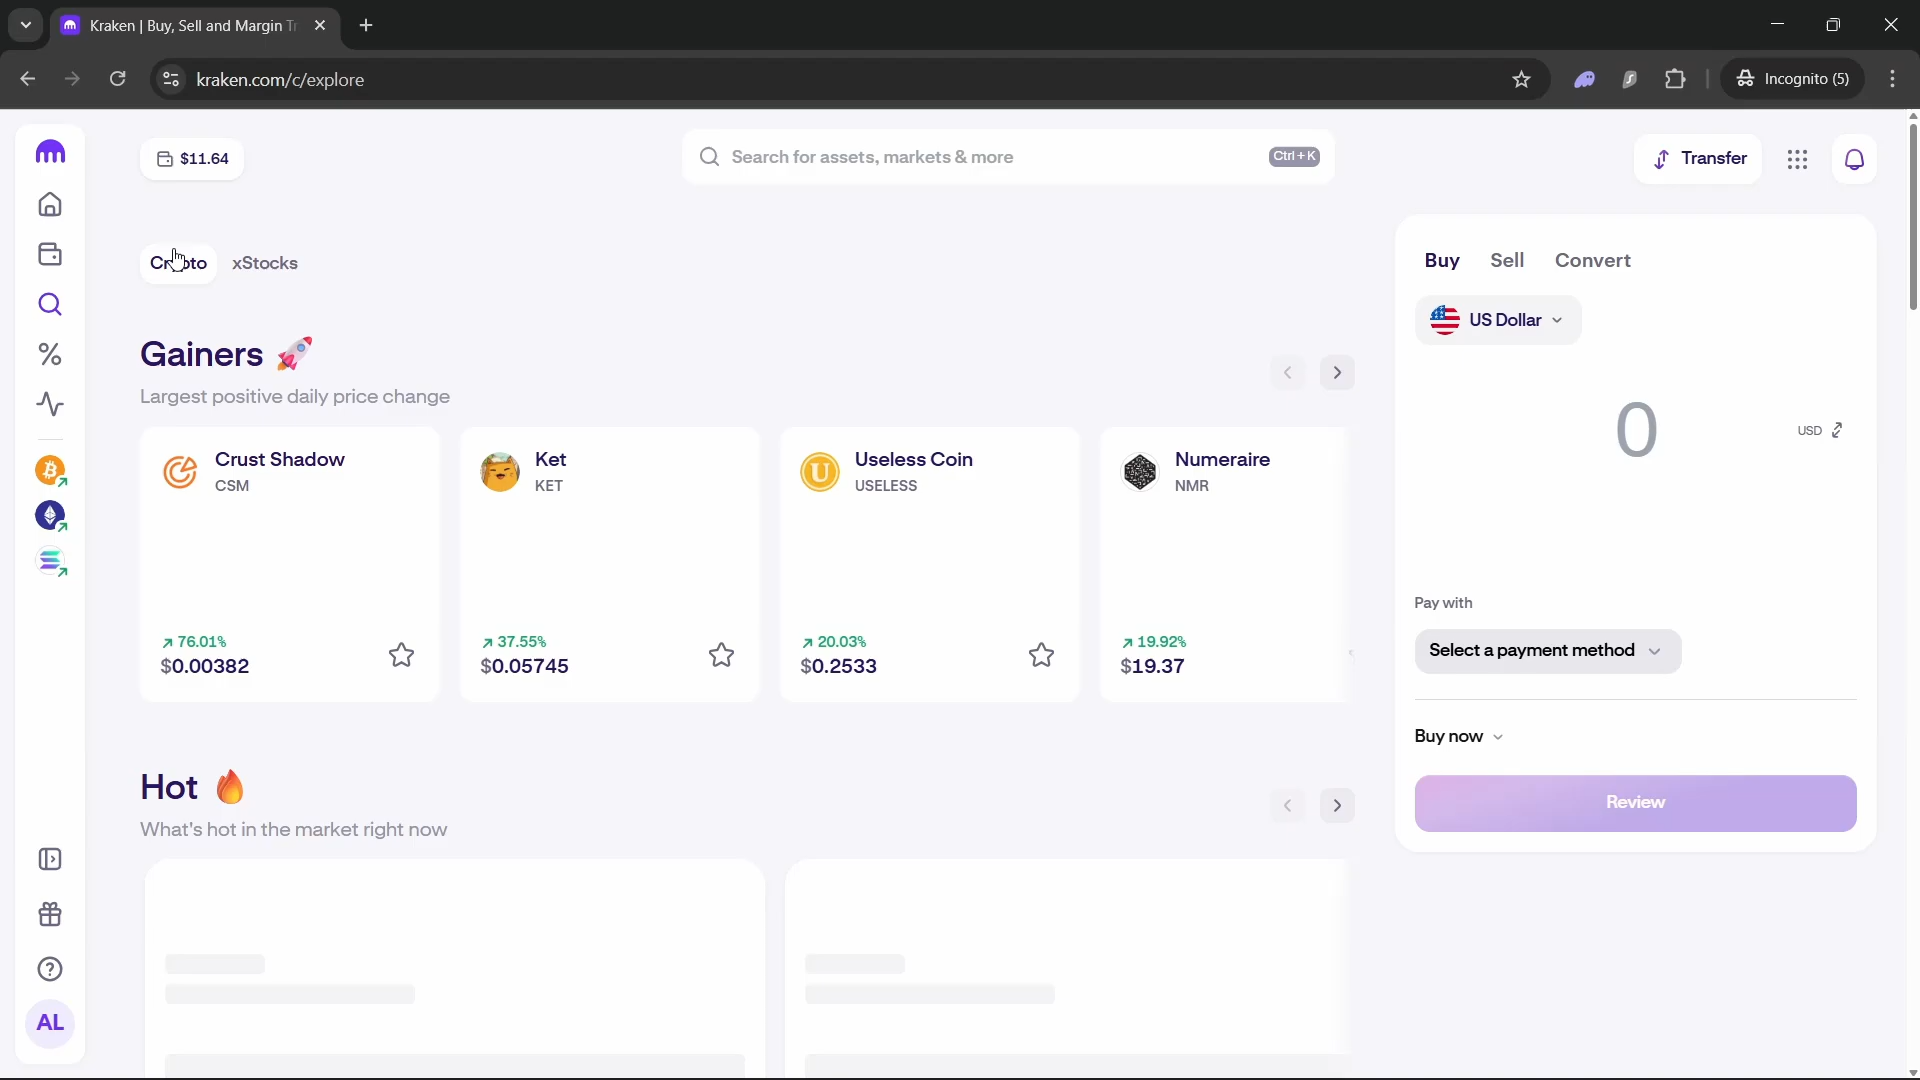 Kraken | Buy, Sell and Margin Tr
kraken.com/c/explore
Incognito (5)
$11.64
Search for assets, markets & more
Ctrl+K
Transfer
Crypto
xStocks
Gainers 🚀
Largest positive daily price change
Crust Shadow
CSM
↗ 76.01%
$0.00382
Ket
KET
↗ 37.55%
$0.05745
Useless Coin
USELESS
↗ 20.03%
$0.2533
Numeraire
NMR
↗ 19.92%
$19.37
Hot 🔥
What's hot in the market right now
Buy
Sell
Convert
US Dollar
0
USD
Pay with
Select a payment method
Buy now
Review
AL